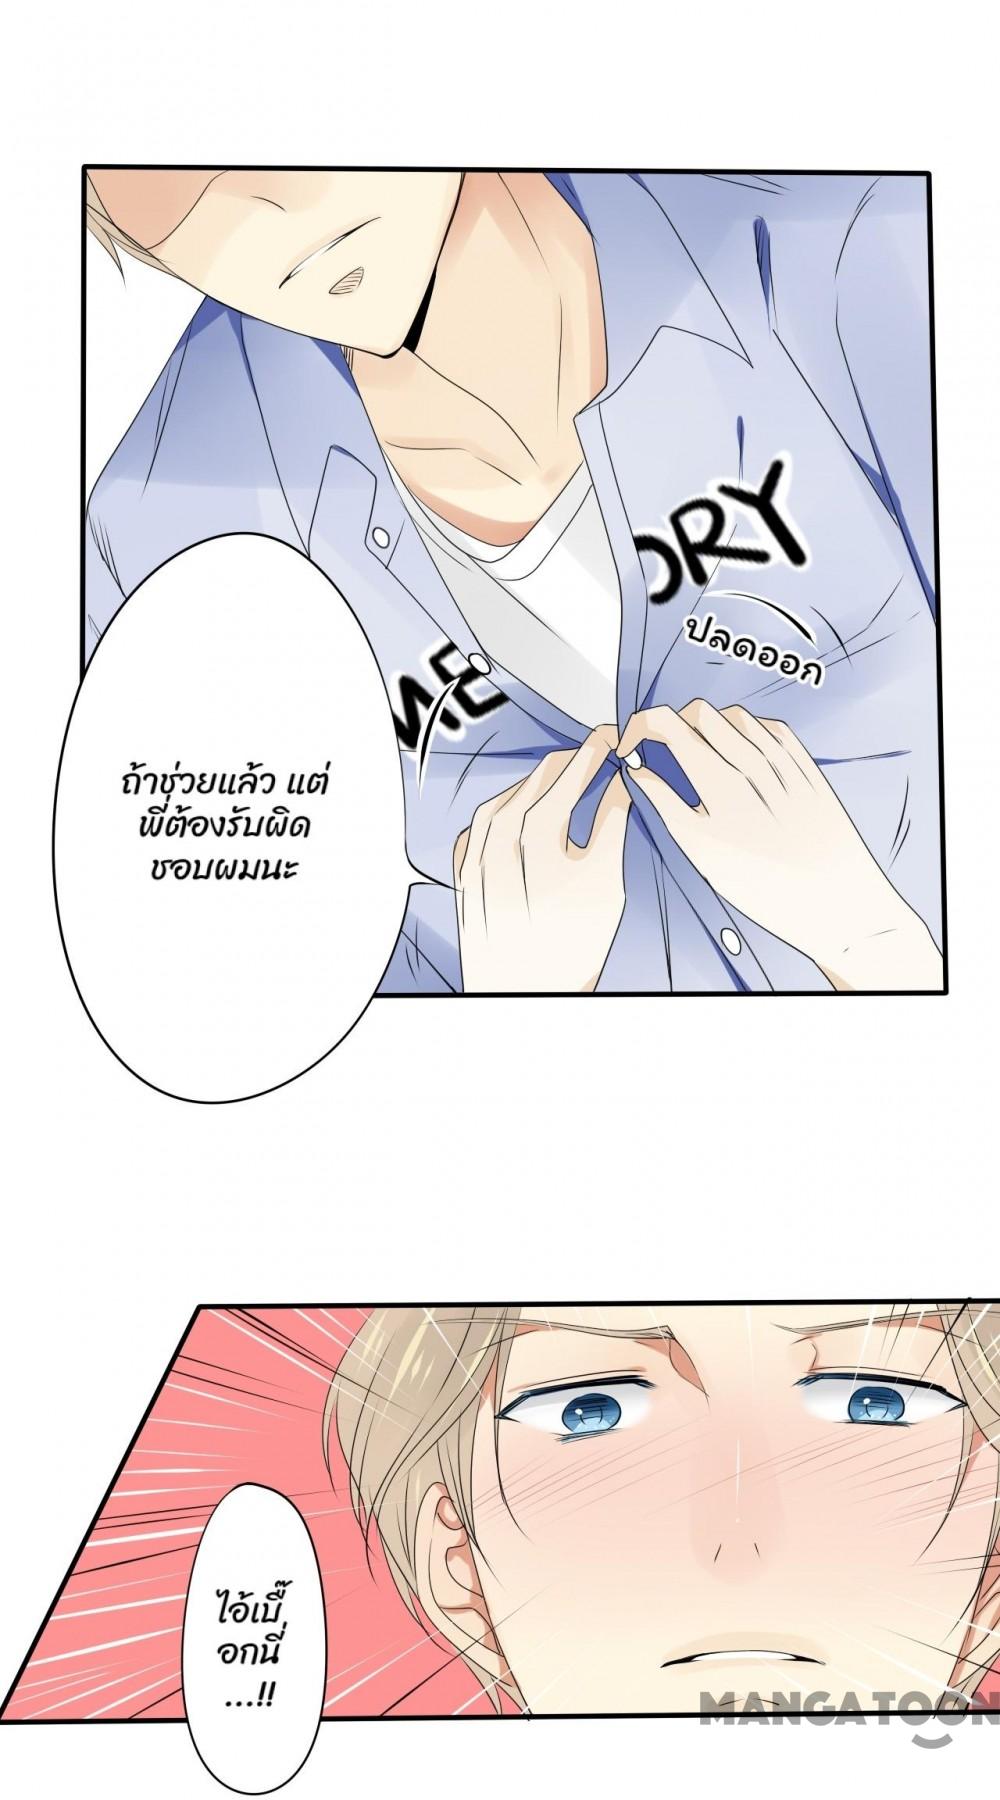 ME ORY
ปลดออก
ถ้าช่วยแล้ว แต่
พี่ต้องรับผิด
ชอบผมนะ
ไอ้เบื๊
อกนี่
...!!
MANGATOON